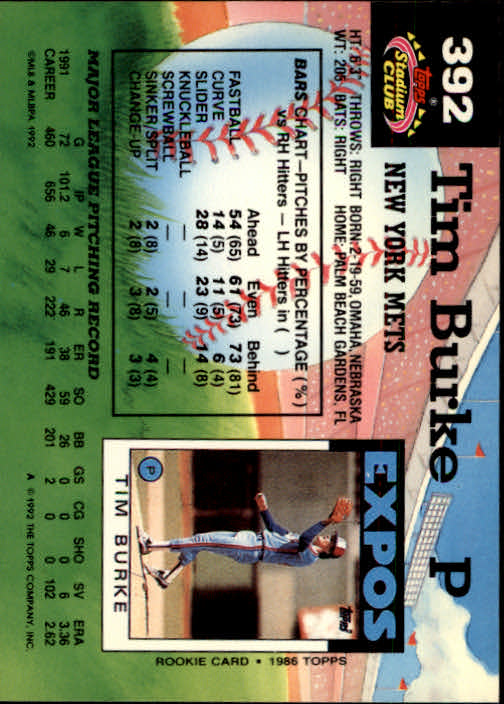 392
Topps
®
Stadium
CLUB
Tim Burke P
NEW YORK METS
HT: 6'3" THROWS: RIGHT BORN: 2-19-59, OMAHA, NEBRASKA
WT: 205 BATS: RIGHT HOME: PALM BEACH GARDENS, FL
BARS CHART—PITCHES BY PERCENTAGE (%)
vs RH Hitters — LH Hitters in ( )
Ahead Even Behind
FASTBALL 54 (65) 61 (73) 73 (81)
CURVE 14 (5) 11 (5) 6 (4)
SLIDER 28 (14) 23 (9) 14 (8)
KNUCKLEBALL — — —
SCREWBALL — — —
SINKER SPLIT 2 (8) 2 (5) 4 (4)
CHANGE-UP 2 (8) 3 (8) 3 (3)
EXPOS
Topps
P
TIM BURKE
ROOKIE CARD • 1986 TOPPS
MAJOR LEAGUE PITCHING RECORD
G IP W L R ER SO BB GS CG SHO SV ERA
1991 72 101.2 6 7 46 38 59 26 0 0 0 6 3.36
CAREER 460 656 46 29 222 191 429 201 2 0 0 102 2.62
©MLB & MLBPA 1992
A © 1992 THE TOPPS COMPANY, INC.